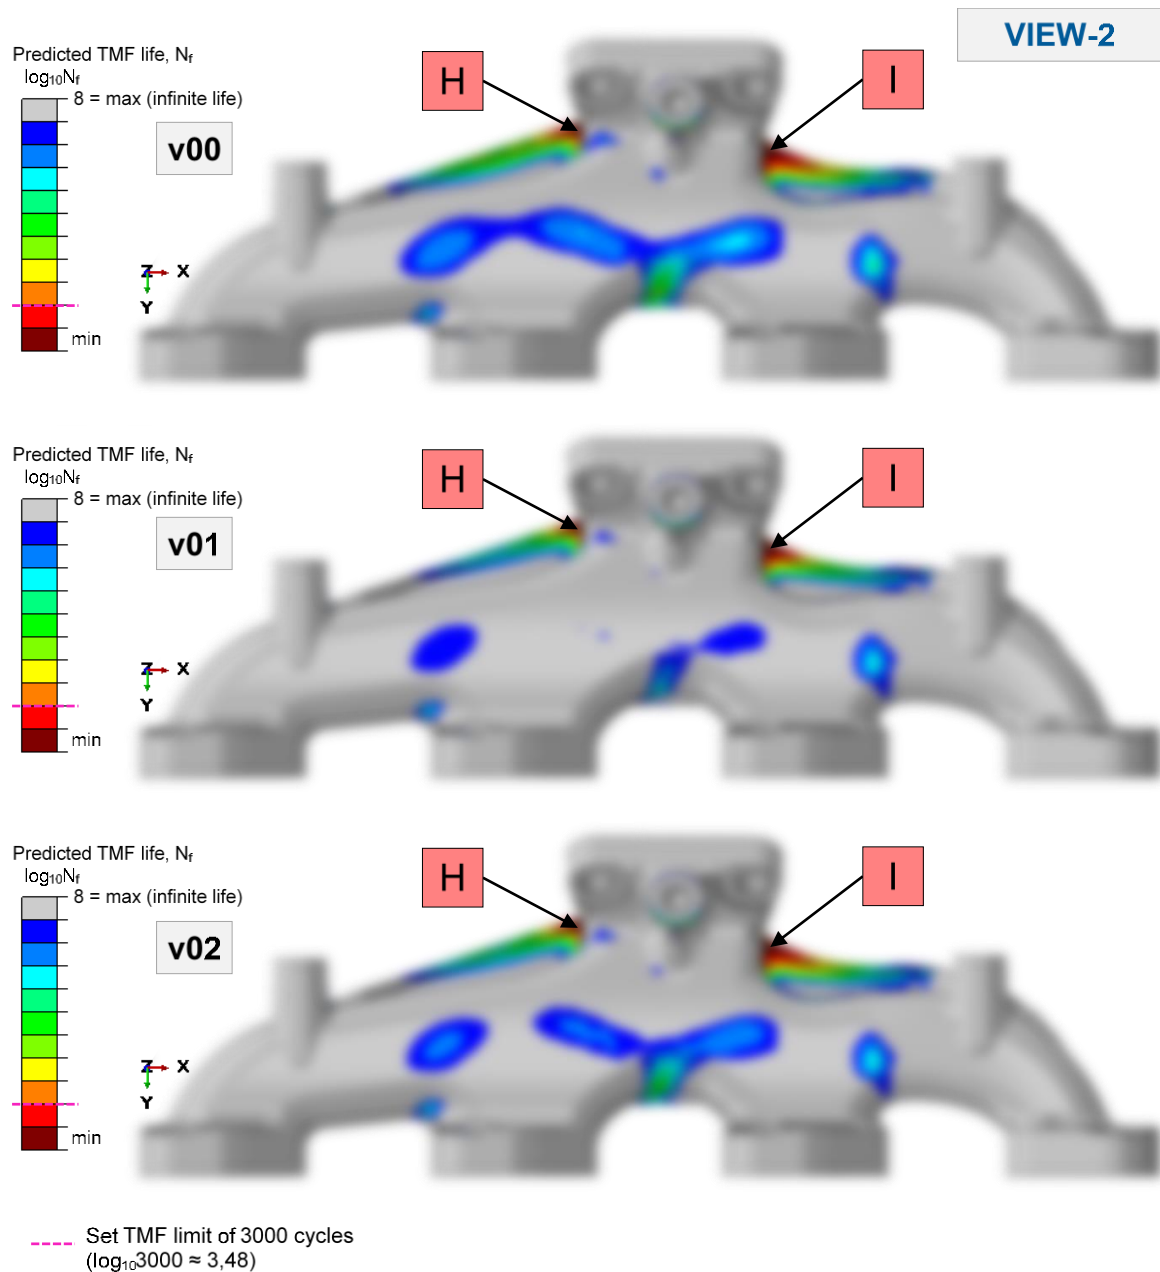 VIEW-2
Predicted TMF life, Nf
log10Nf
8 = max (infinite life)
v00
H
I
Z X
Y
min
Predicted TMF life, Nf
log10Nf
8 = max (infinite life)
v01
H
I
Z X
Y
min
Predicted TMF life, Nf
log10Nf
8 = max (infinite life)
v02
H
I
Z X
Y
min
Set TMF limit of 3000 cycles
(log103000 ≈ 3,48)